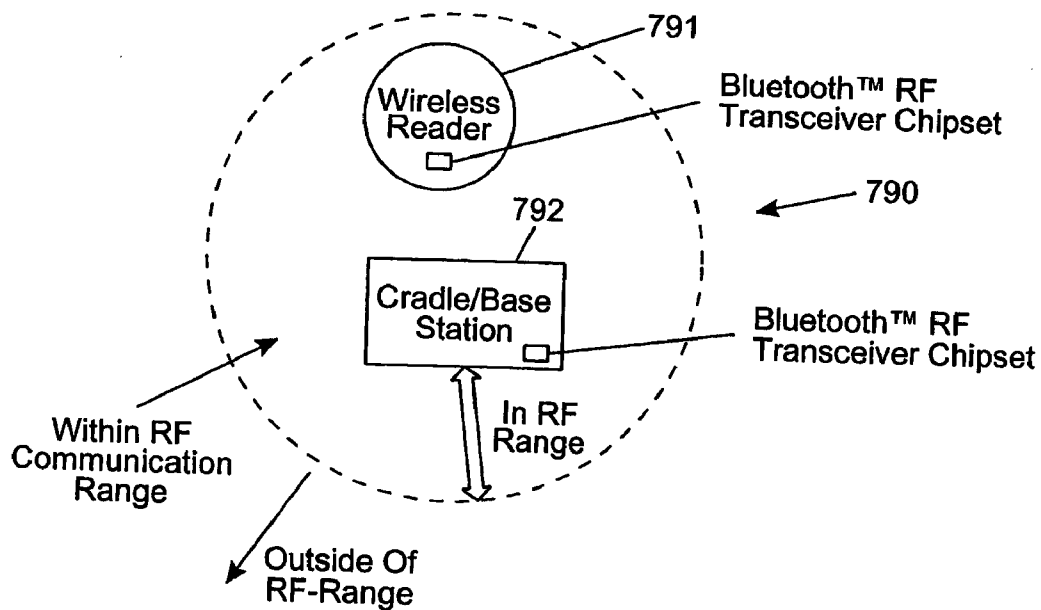 791
Wireless
Reader
Bluetooth™ RF
Transceiver Chipset
790
792
Cradle/Base
Station
Bluetooth™ RF
Transceiver Chipset
In RF
Range
Within RF
Communication
Range
Outside Of
RF-Range